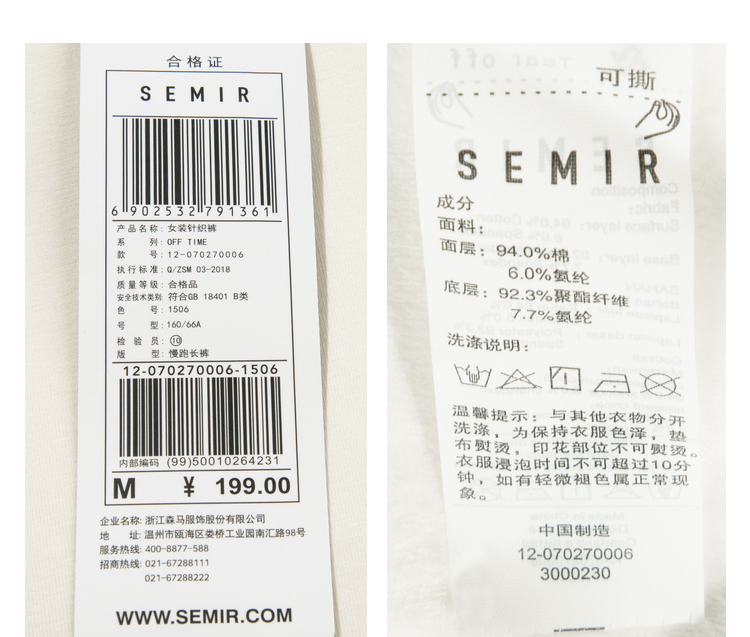 合格证
SEMIR
6 902532 791361
产品名称: 女装针织裤
系 列: OFF TIME
款 号: 12-070270006
执行标准: Q/ZSM 03-2018
质量等级: 合格品
安全技术类别: 符合GB 18401 B类
色 号: 1506
号 型: 160/66A
检 验 员: ⑩
版 型: 慢跑长裤
12-070270006-1506
内部编码 (99)50010264231
M ¥ 199.00
企业名称: 浙江森马服饰股份有限公司
地 址: 温州市瓯海区娄桥工业园南汇路98号
服务热线: 400-8877-588
招商热线: 021-67288111
021-67288222
WWW.SEMIR.COM
可撕
SEMIR
成分
面料:
面层: 94.0%棉
6.0%氨纶
底层: 92.3%聚酯纤维
7.7%氨纶
洗涤说明:
温馨提示: 与其他衣物分开
洗涤, 为保持衣服色泽, 垫
布熨烫, 印花部位不可熨烫。
衣服浸泡时间不可超过10分
钟, 如有轻微褪色属正常现
象。
中国制造
12-070270006
3000230